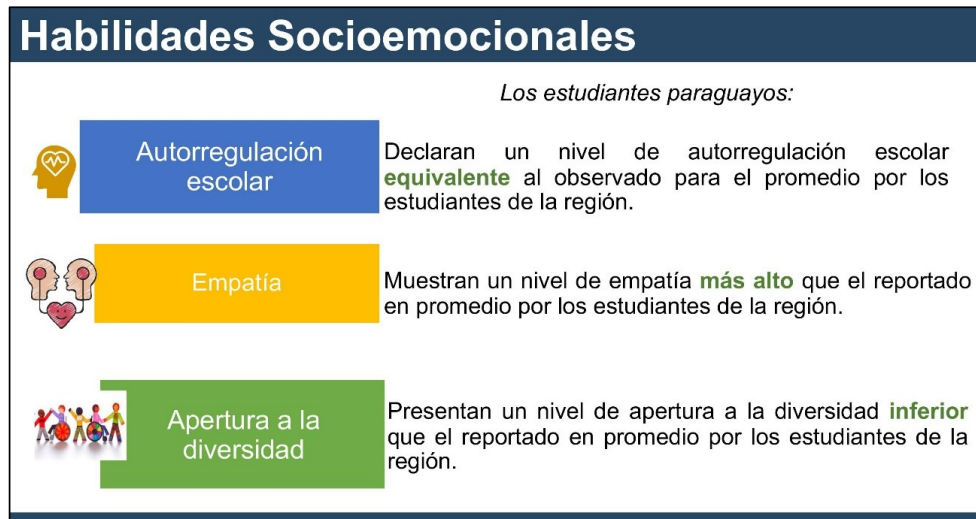 Habilidades Socioemocionales
Los estudiantes paraguayos:
Autorregulación
escolar
Declaran un nivel de autorregulación escolar
equivalente al observado para el promedio por los
estudiantes de la región.
Empatía
Muestran un nivel de empatía más alto que el reportado
en promedio por los estudiantes de la región.
Apertura a la
diversidad
Presentan un nivel de apertura a la diversidad inferior
que el reportado en promedio por los estudiantes de la
región.